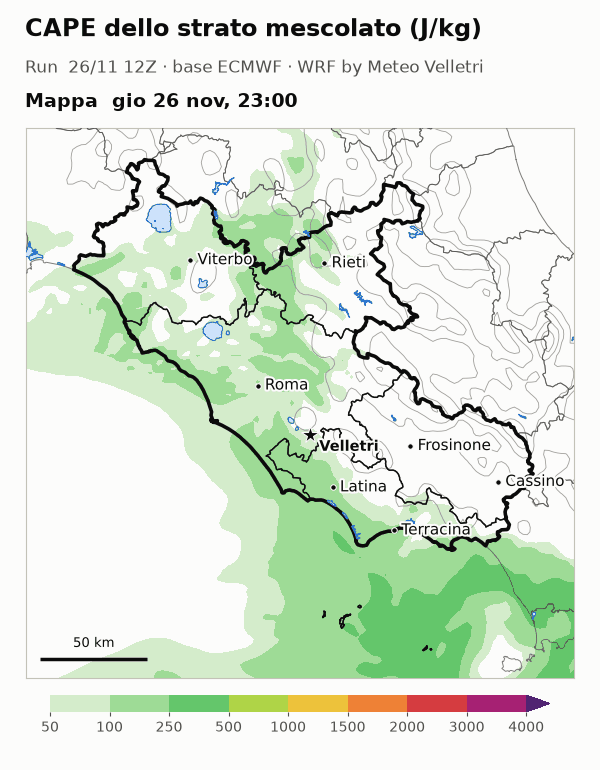 CAPE dello strato mescolato (J/kg)
Run  26/11 12Z · base ECMWF · WRF by Meteo Velletri
Mappa  gio 26 nov, 23:00
Viterbo
Rieti
Roma
Velletri
Frosinone
Latina
Cassino
Terracina
50 km
50 100 250 500 1000 1500 2000 3000 4000